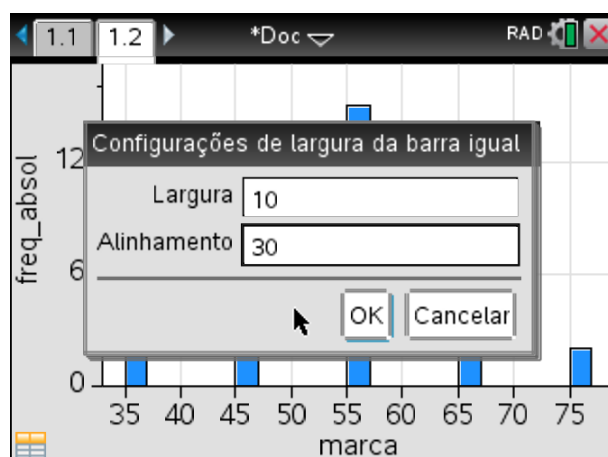 1.1 1.2 *Doc RAD
Configurações de largura da barra igual
Largura 10
Alinhamento 30
OK Cancelar
freq_absol
12
6
0
35 40 45 50 55 60 65 70 75
marca